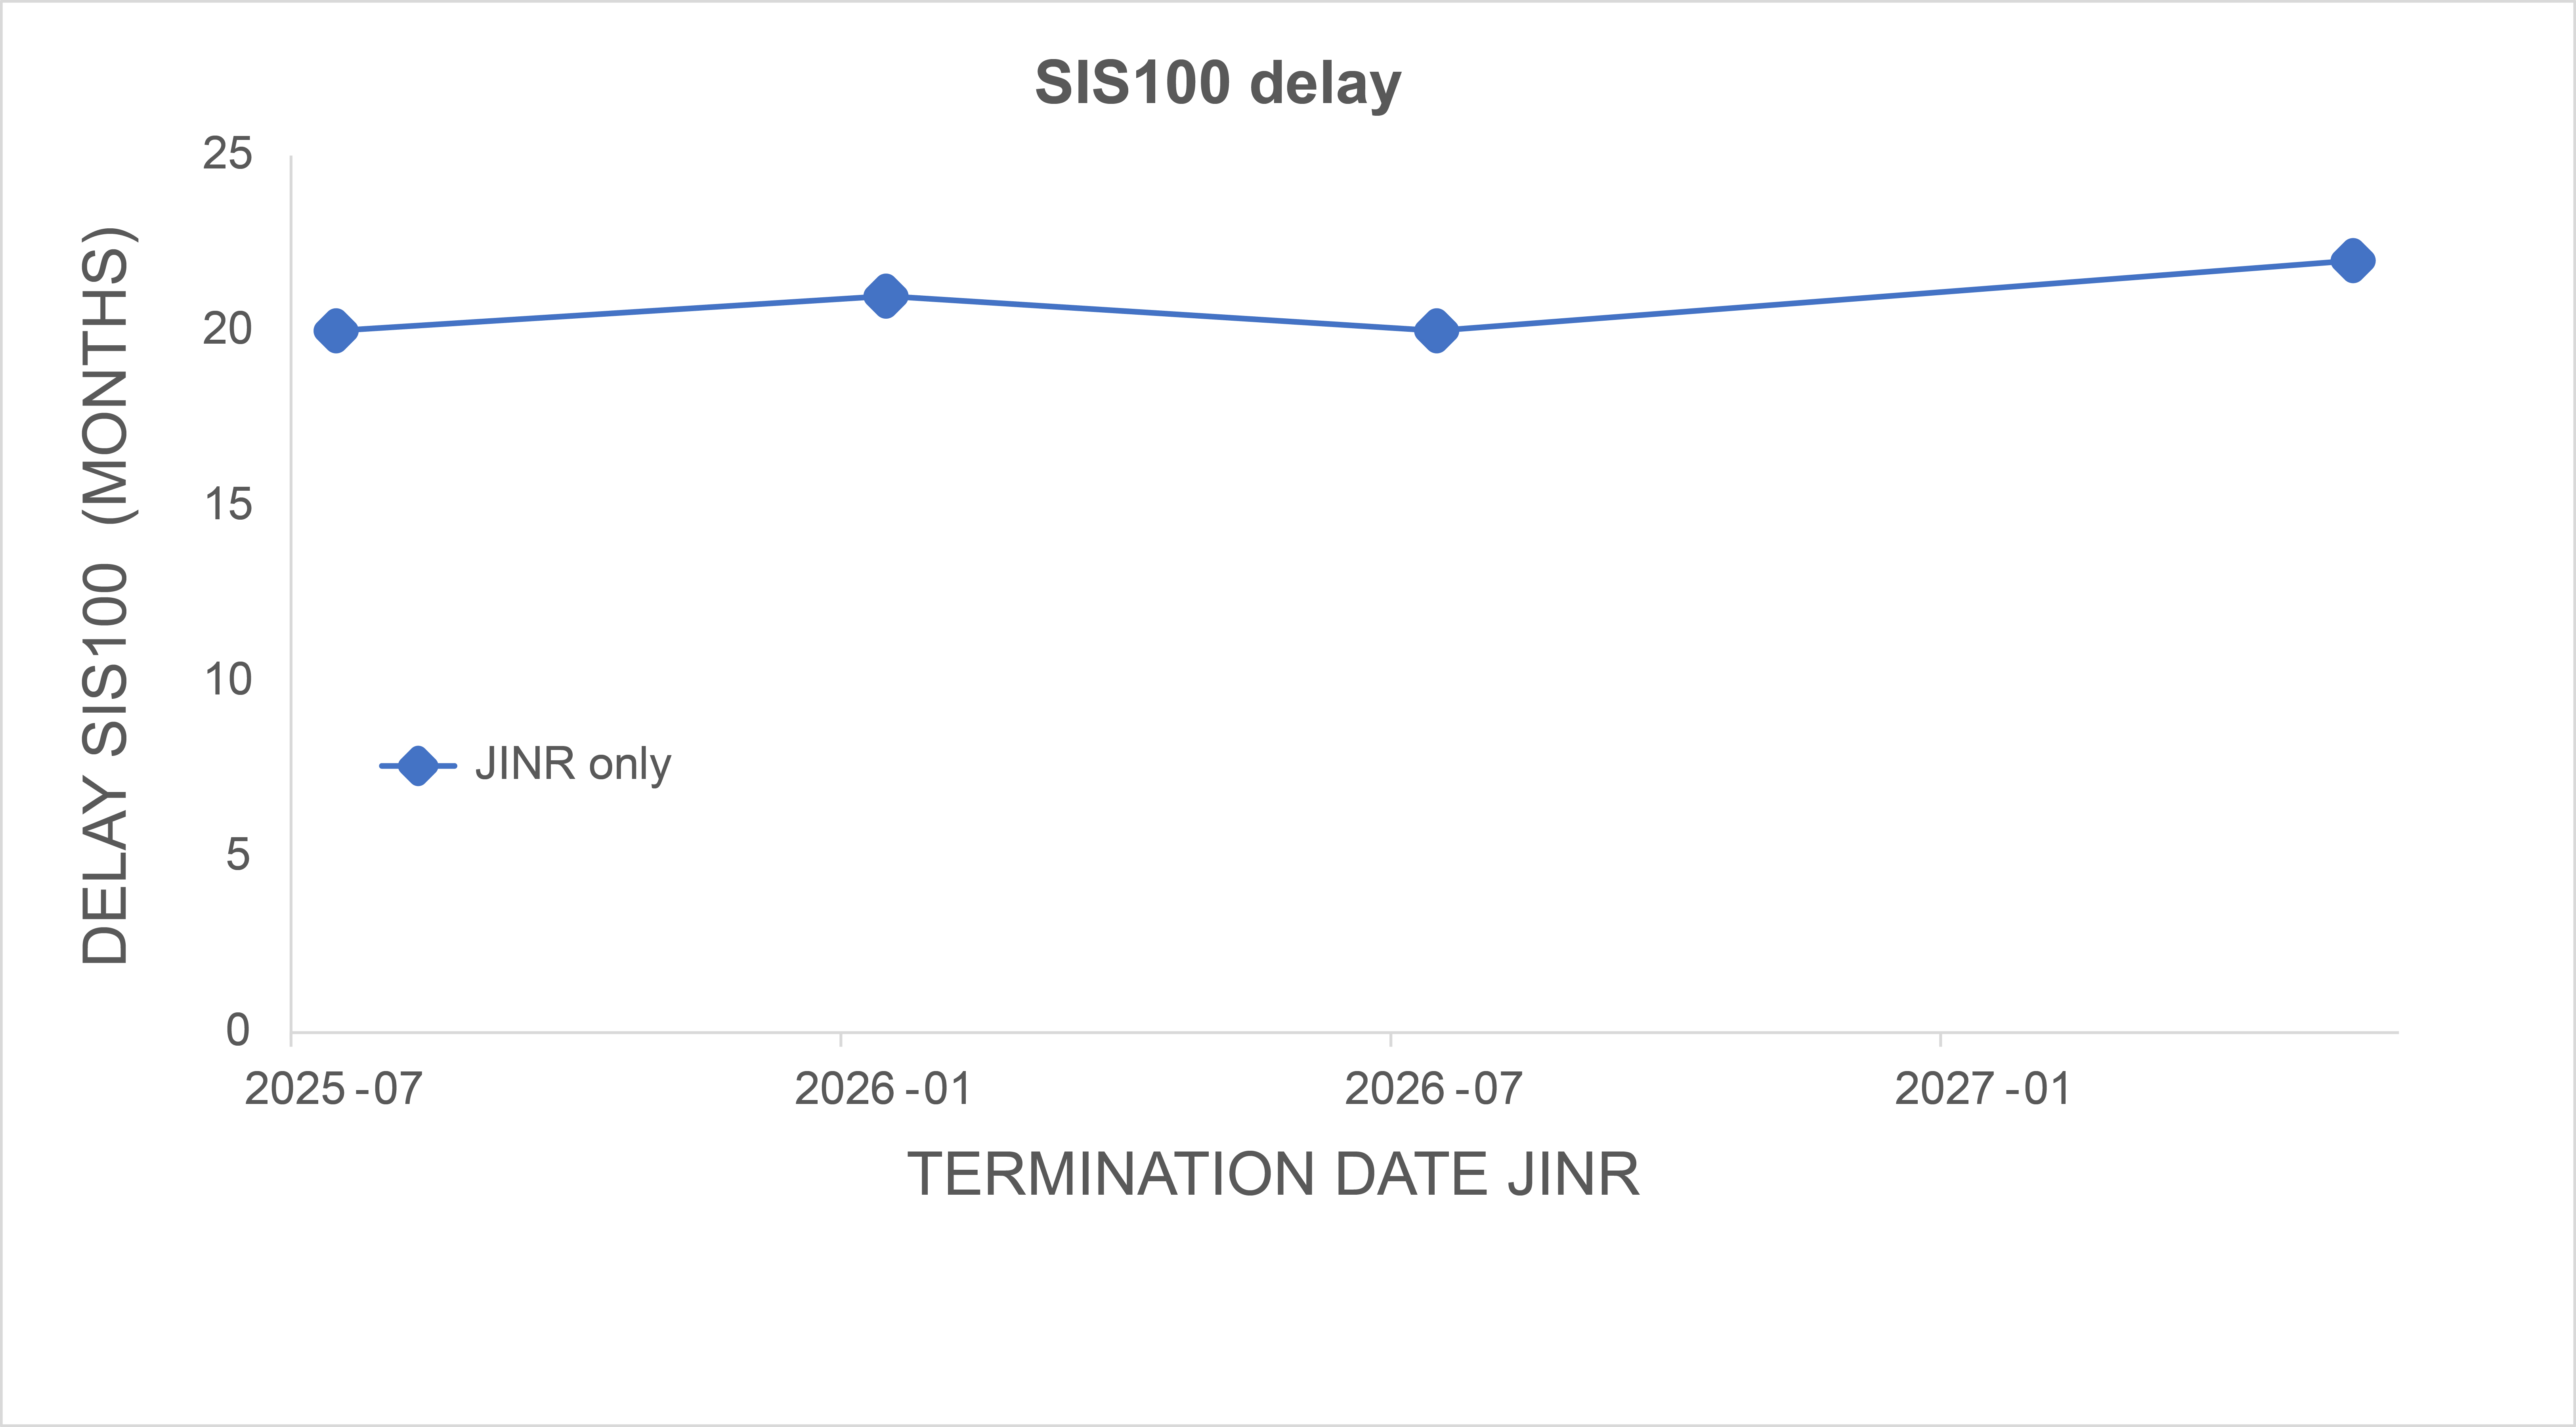 SIS100 delay
25
20
15
10
5
0
DELAY SIS100 (MONTHS)
JINR only
2025-07
2026-01
2026-07
2027-01
TERMINATION DATE JINR